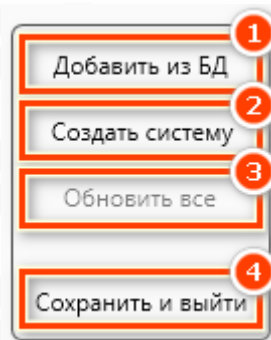 1
Добавить из БД
2
Создать систему
3
Обновить все
4
Сохранить и выйти